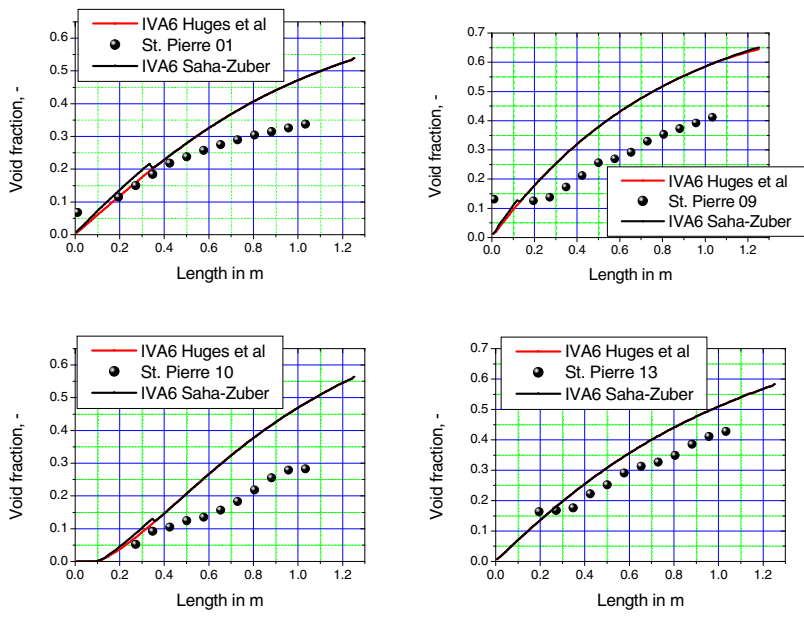 IVA6 Huges et al
St. Pierre 01
IVA6 Saha-Zuber
Void fraction, -
0.6
0.5
0.4
0.3
0.2
0.1
0.0
0.0 0.2 0.4 0.6 0.8 1.0 1.2
Length in m
IVA6 Huges et al
St. Pierre 09
IVA6 Saha-Zuber
Void fraction, -
0.7
0.6
0.5
0.4
0.3
0.2
0.1
0.0
0.0 0.2 0.4 0.6 0.8 1.0 1.2
Length in m
IVA6 Huges et al
St. Pierre 10
IVA6 Saha-Zuber
Void fraction, -
0.6
0.5
0.4
0.3
0.2
0.1
0.0
0.0 0.2 0.4 0.6 0.8 1.0 1.2
Length in m
IVA6 Huges et al
St. Pierre 13
IVA6 Saha-Zuber
Void fraction, -
0.7
0.6
0.5
0.4
0.3
0.2
0.1
0.0
0.0 0.2 0.4 0.6 0.8 1.0 1.2
Length in m